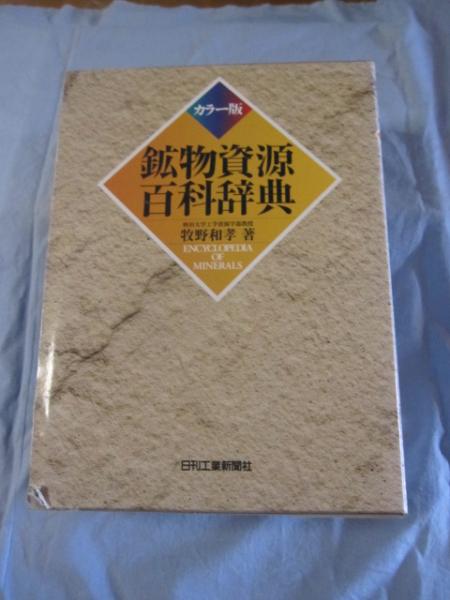 カラー版
鉱物資源
百科辞典
牧野和孝 著
ENCYCLOPEDIA
OF
MINERALS
日刊工業新聞社